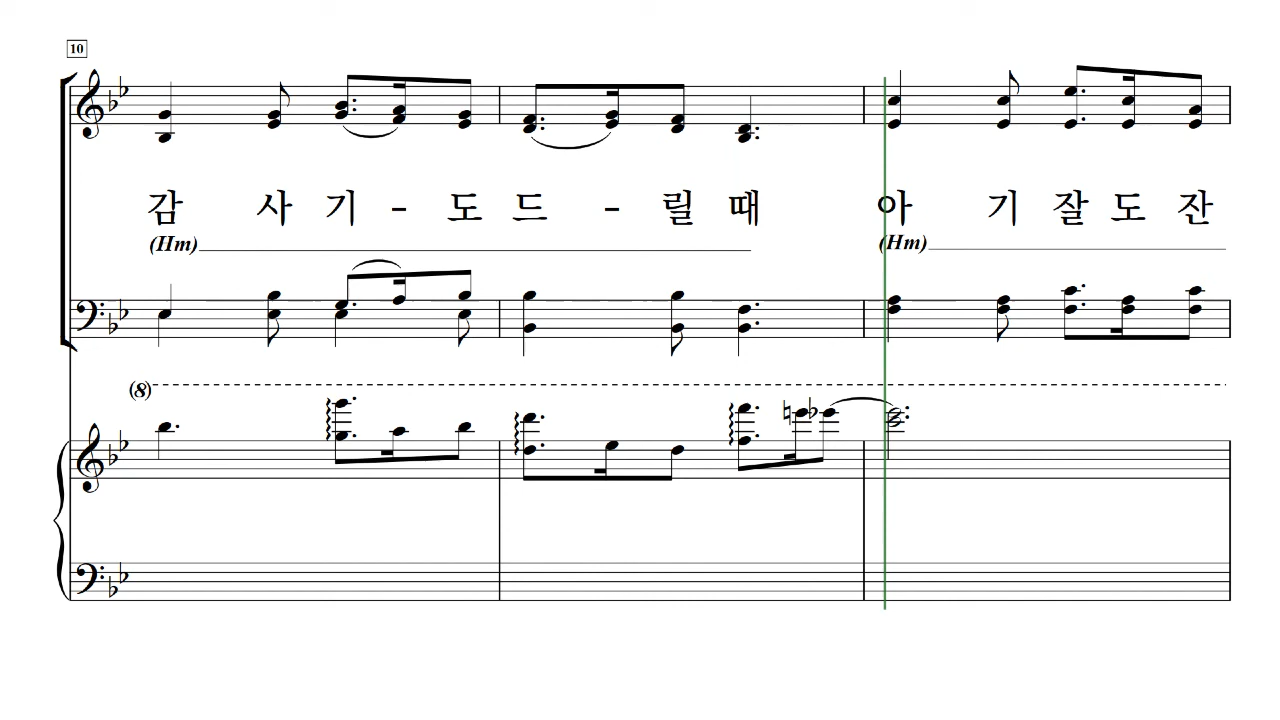 10
감 사 기 - 도 드 - 릴 때 아 기 잘 도 잔
(Hm) (Hm)
(8)